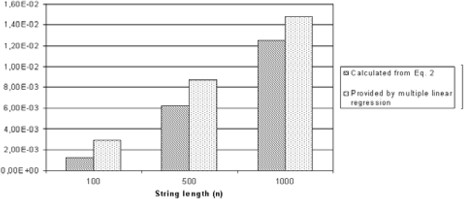 1,60E-02
1,40E-02
1,20E-02
1,00E-02
8,00E-03
6,00E-03
4,00E-03
2,00E-03
0,00E+00
100 500 1000
String length (n)
Calculated from Eq. 2
Provided by multiple linear
regression